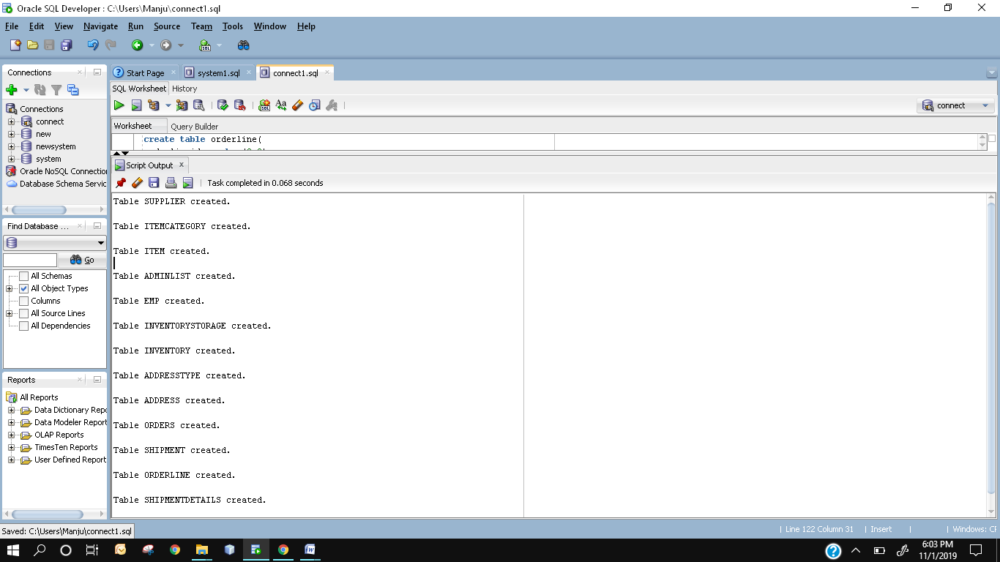 Oracle SQL Developer : C:\Users\Manju\connect1.sql
File Edit View Navigate Run Source Team Tools Window Help
Connections
Start Page
system1.sql
connect1.sql
SQL Worksheet History
connect
Worksheet Query Builder
create table orderline(
Connections
connect
new
newsystem
system
Oracle NoSQL Connectio
Database Schema Servic
Script Output
Task completed in 0.068 seconds
Table SUPPLIER created.
Table ITEMCATEGORY created.
Table ITEM created.
Table ADMINLIST created.
Table EMP created.
Table INVENTORYSTORAGE created.
Table INVENTORY created.
Table ADDRESSTYPE created.
Table ADDRESS created.
Table ORDERS created.
Table SHIPMENT created.
Table ORDERLINE created.
Table SHIPMENTDETAILS created.
Find Database ...
Go
All Schemas
All Object Types
Columns
All Source Lines
All Dependencies
Reports
All Reports
Data Dictionary Repo
Data Modeler Report
OLAP Reports
TimesTen Reports
User Defined Report
Saved: C:\Users\Manju\connect1.sql
Line 122 Column 31
Insert
Windows: CF
6:03 PM
11/1/2019